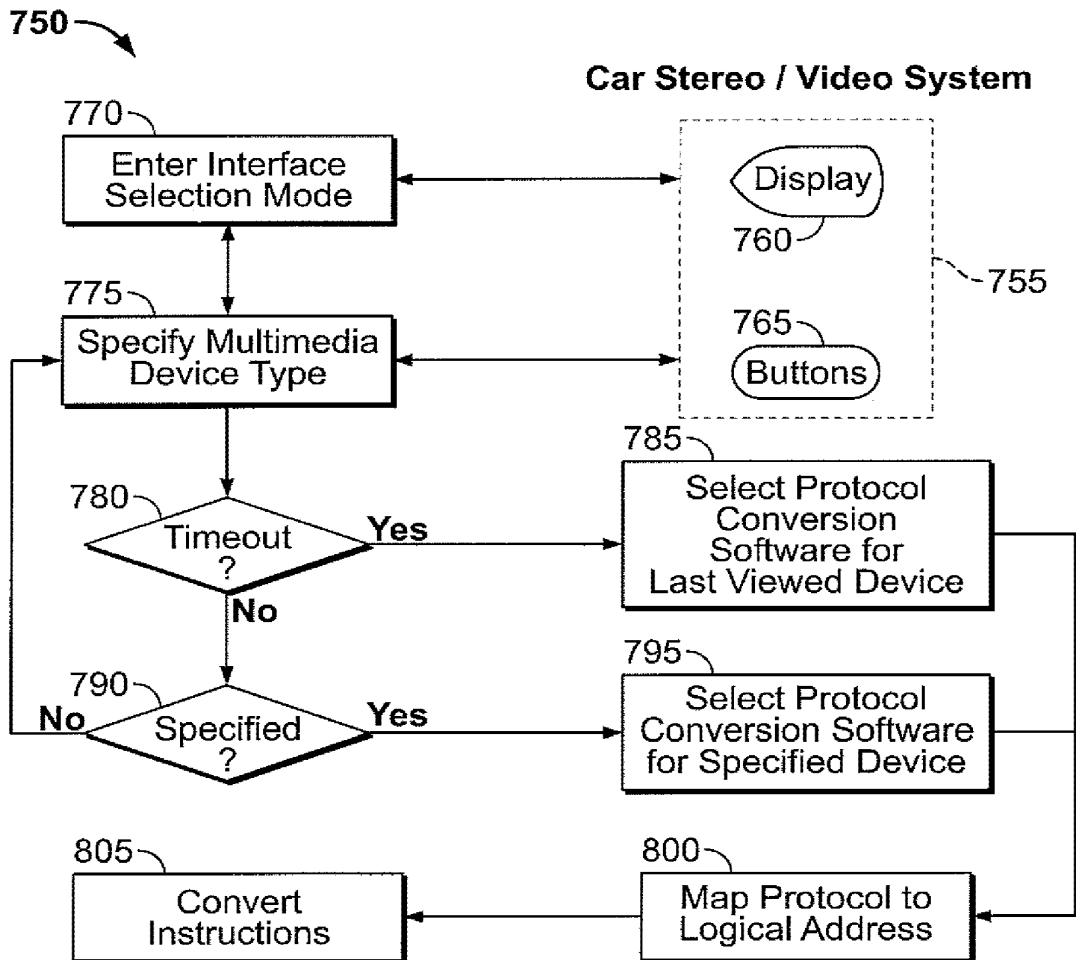 750
Car Stereo / Video System
770
Enter Interface
Selection Mode
Display
760
755
775
Specify Multimedia
Device Type
765
Buttons
780
Timeout
?
Yes
No
785
Select Protocol
Conversion
Software for
Last Viewed Device
790
No
Specified
?
Yes
795
Select Protocol
Conversion Software
for Specified Device
805
Convert
Instructions
800
Map Protocol to
Logical Address